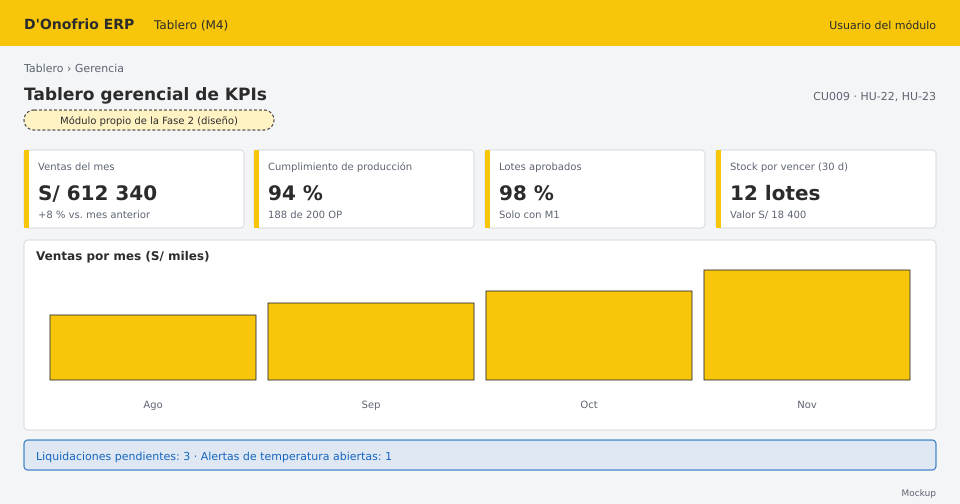 D'Onofrio ERP Tablero (M4) Usuario del módulo
Tablero › Gerencia
Tablero gerencial de KPIs CU009 · HU-22, HU-23
Módulo propio de la Fase 2 (diseño)
Ventas del mes
S/ 612 340
+8 % vs. mes anterior
Cumplimiento de producción
94 %
188 de 200 OP
Lotes aprobados
98 %
Solo con M1
Stock por vencer (30 d)
12 lotes
Valor S/ 18 400
Ventas por mes (S/ miles)
Ago Sep Oct Nov
Liquidaciones pendientes: 3 · Alertas de temperatura abiertas: 1
Mockup